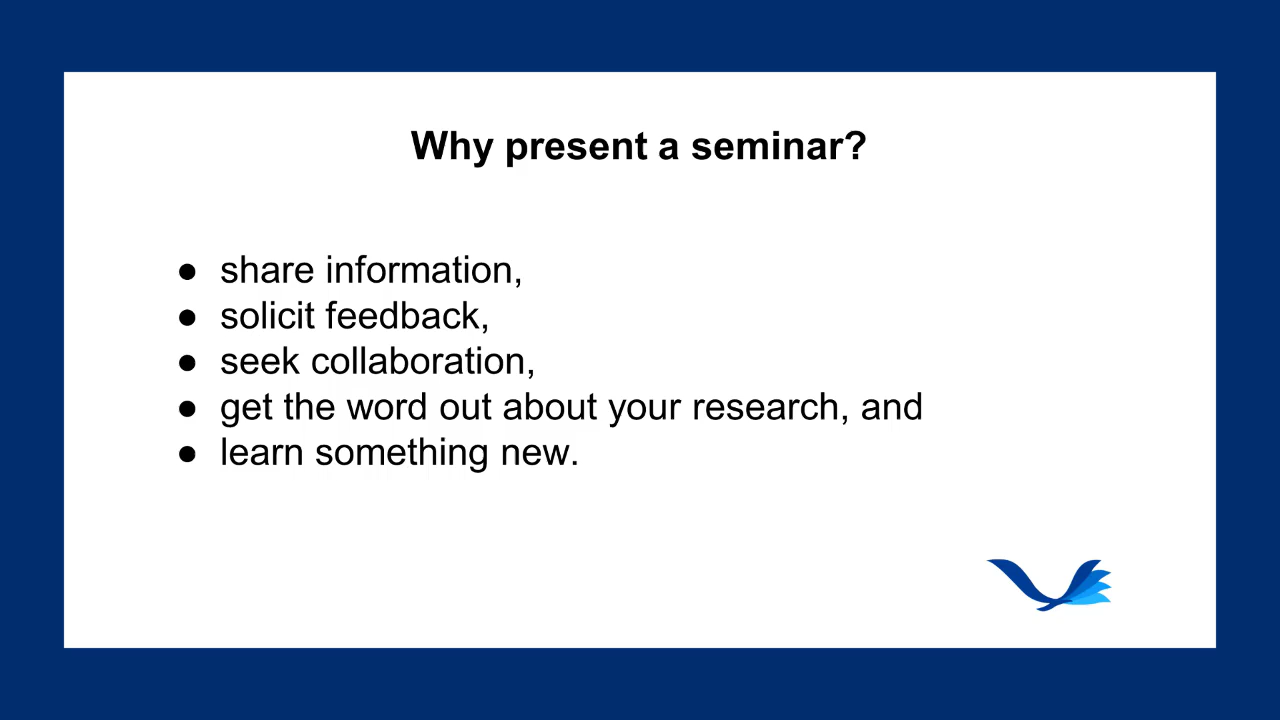 Why present a seminar?
● share information,
● solicit feedback,
● seek collaboration,
● get the word out about your research, and
● learn something new.